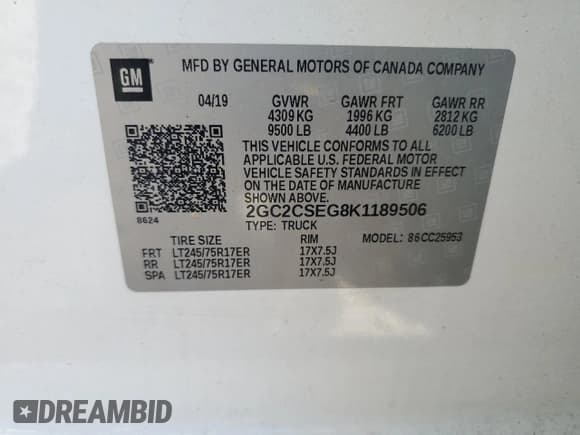 GM
MFD BY GENERAL MOTORS OF CANADA COMPANY
04/19 GVWR GAWR FRT GAWR RR
4309 KG 1996 KG 2812 KG
9500 LB 4400 LB 6200 LB
THIS VEHICLE CONFORMS TO ALL
APPLICABLE U.S. FEDERAL MOTOR
VEHICLE SAFETY STANDARDS IN EFFECT
ON THE DATE OF MANUFACTURE
SHOWN ABOVE.
8624
2GC2CSEG8K1189506
TYPE: TRUCK MODEL: 86CC25953
TIRE SIZE RIM
FRT LT245/75R17ER 17X7.5J
RR LT245/75R17ER 17X7.5J
SPA LT245/75R17ER 17X7.5J
DREAMBID